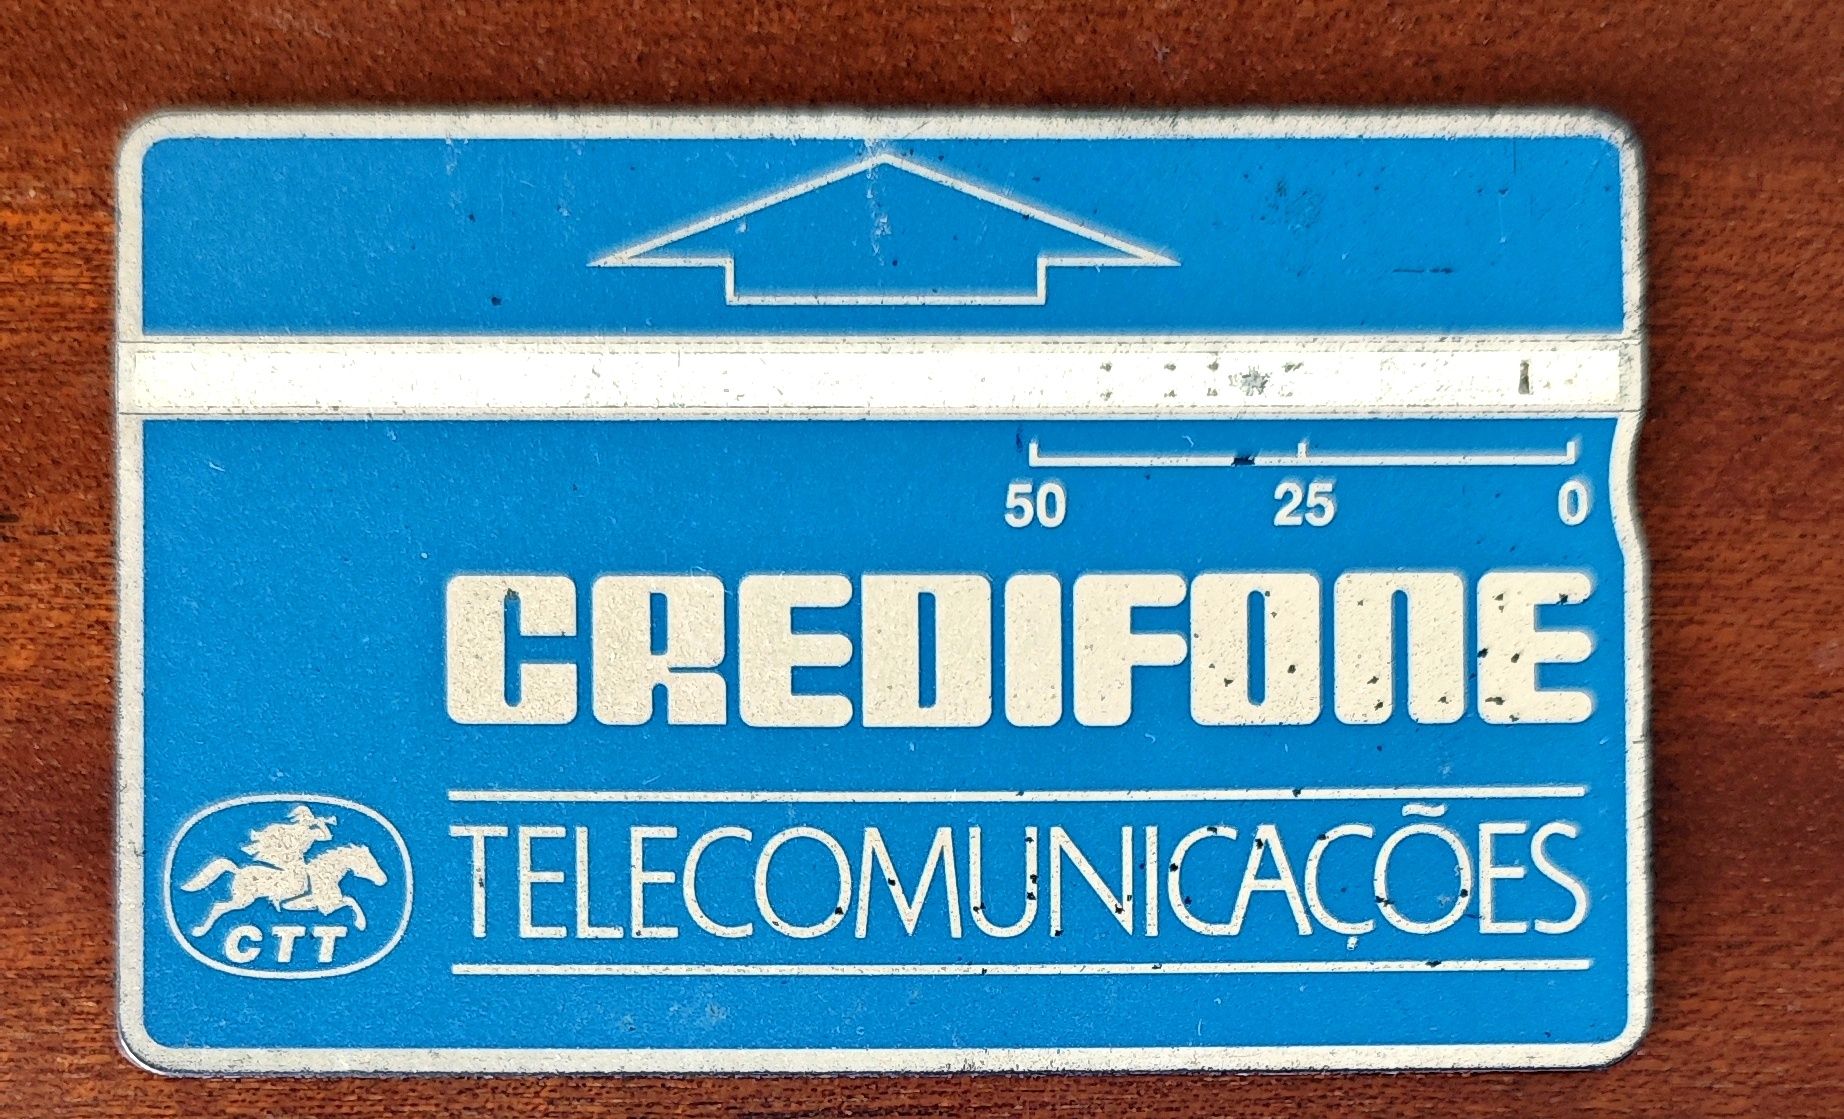 50 25 0
CREDIFONE
TELECOMUNICAÇÕES
CTT